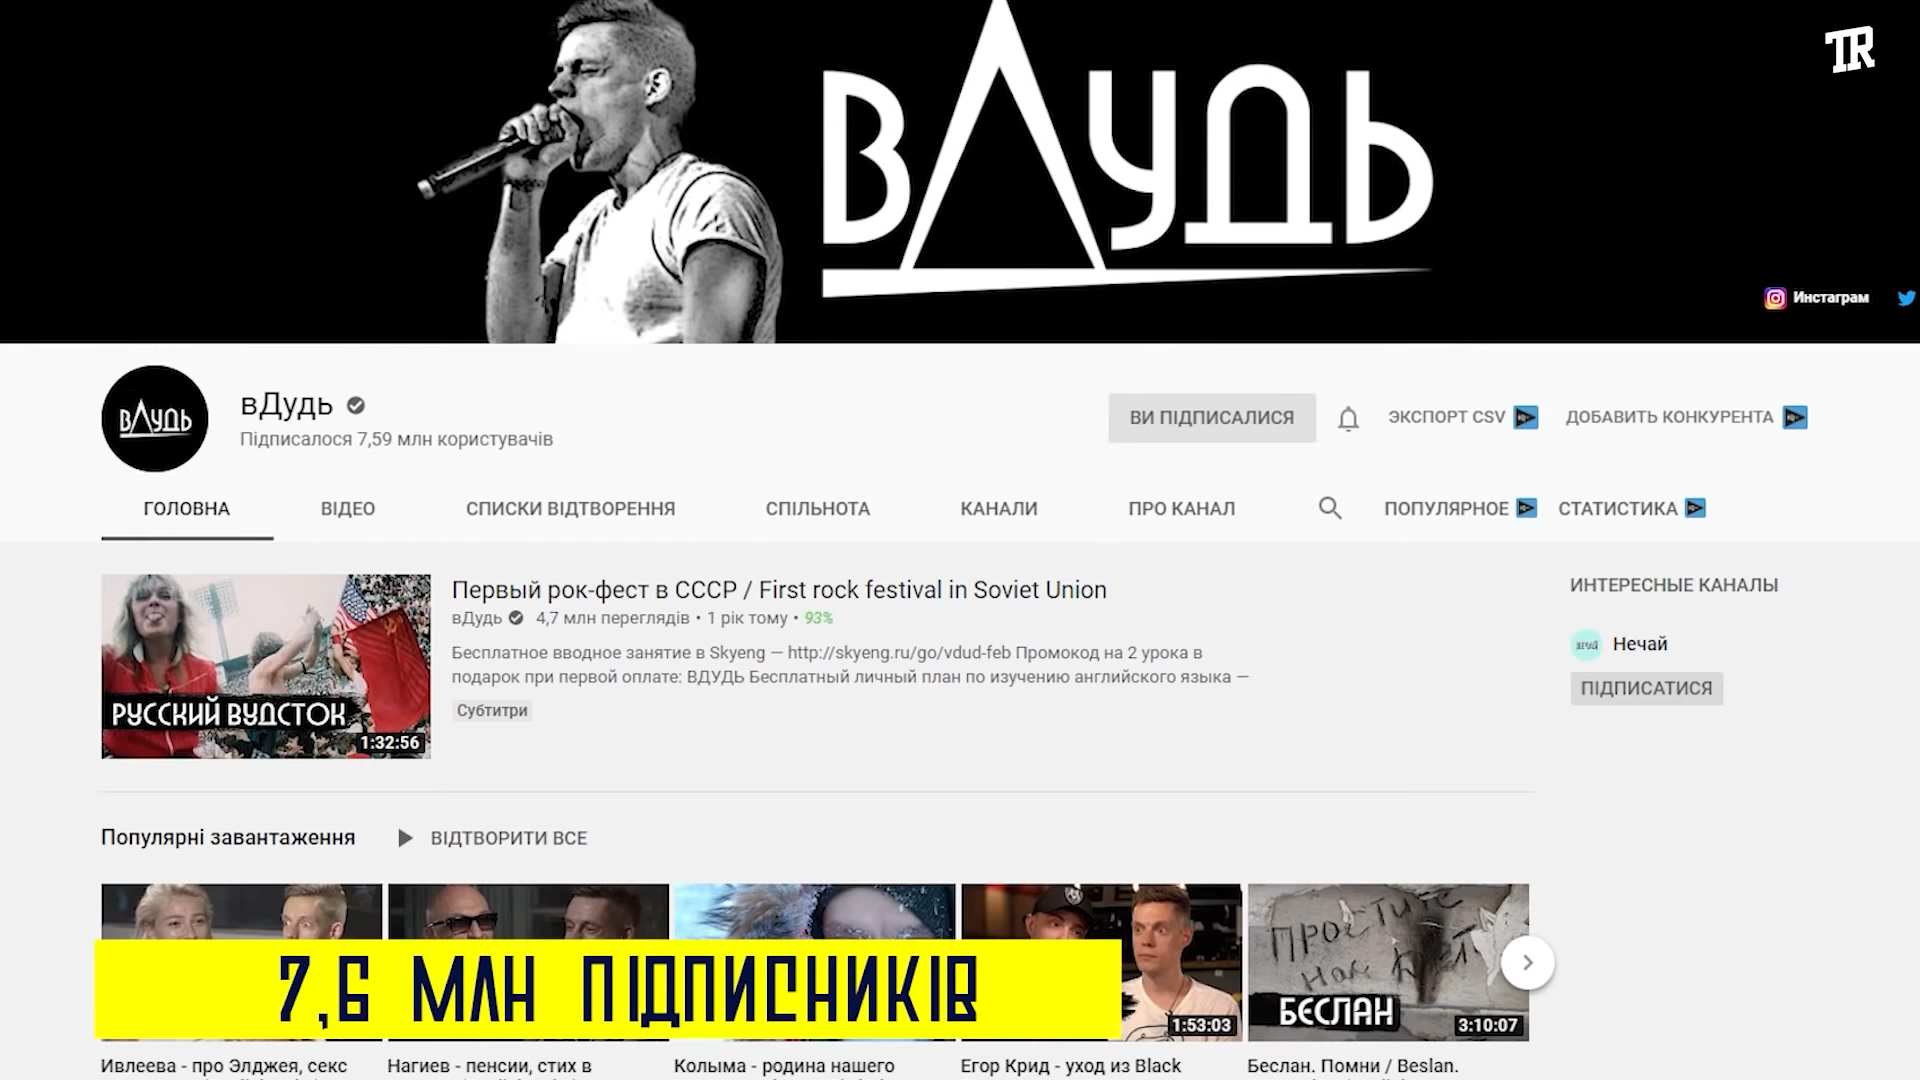 TR
вДудь
Инстаграм
вДудь
вДудь
Підписалося 7,59 млн користувачів
ВИ ПІДПИСАЛИСЯ
ЭКСПОРТ CSV
ДОБАВИТЬ КОНКУРЕНТА
ГОЛОВНА
ВІДЕО
СПИСКИ ВІДТВОРЕННЯ
СПІЛЬНОТА
КАНАЛИ
ПРО КАНАЛ
ПОПУЛЯРНОЕ
СТАТИСТИКА
РУССКИЙ ВУДСТОК
1:32:56
Первый рок-фест в СССР / First rock festival in Soviet Union
вДудь 4,7 млн переглядів • 1 рік тому • 93%
Бесплатное вводное занятие в Skyeng — http://skyeng.ru/go/vdud-feb Промокод на 2 урока в
подарок при первой оплате: ВДУДЬ Бесплатный личный план по изучению английского языка —
Субтитри
ИНТЕРЕСНЫЕ КАНАЛЫ
Нечай
ПІДПИСАТИСЯ
Популярні завантаження
ВІДТВОРИТИ ВСЕ
Простите
нас
БЕСЛАН
1:53:03
3:10:07
7,6 МЛН ПІДПИСНИКІВ
Ивлеева - про Элджея, секс
Нагиев - пенсии, стих в
Колыма - родина нашего
Егор Крид - уход из Black
Беслан. Помни / Beslan.